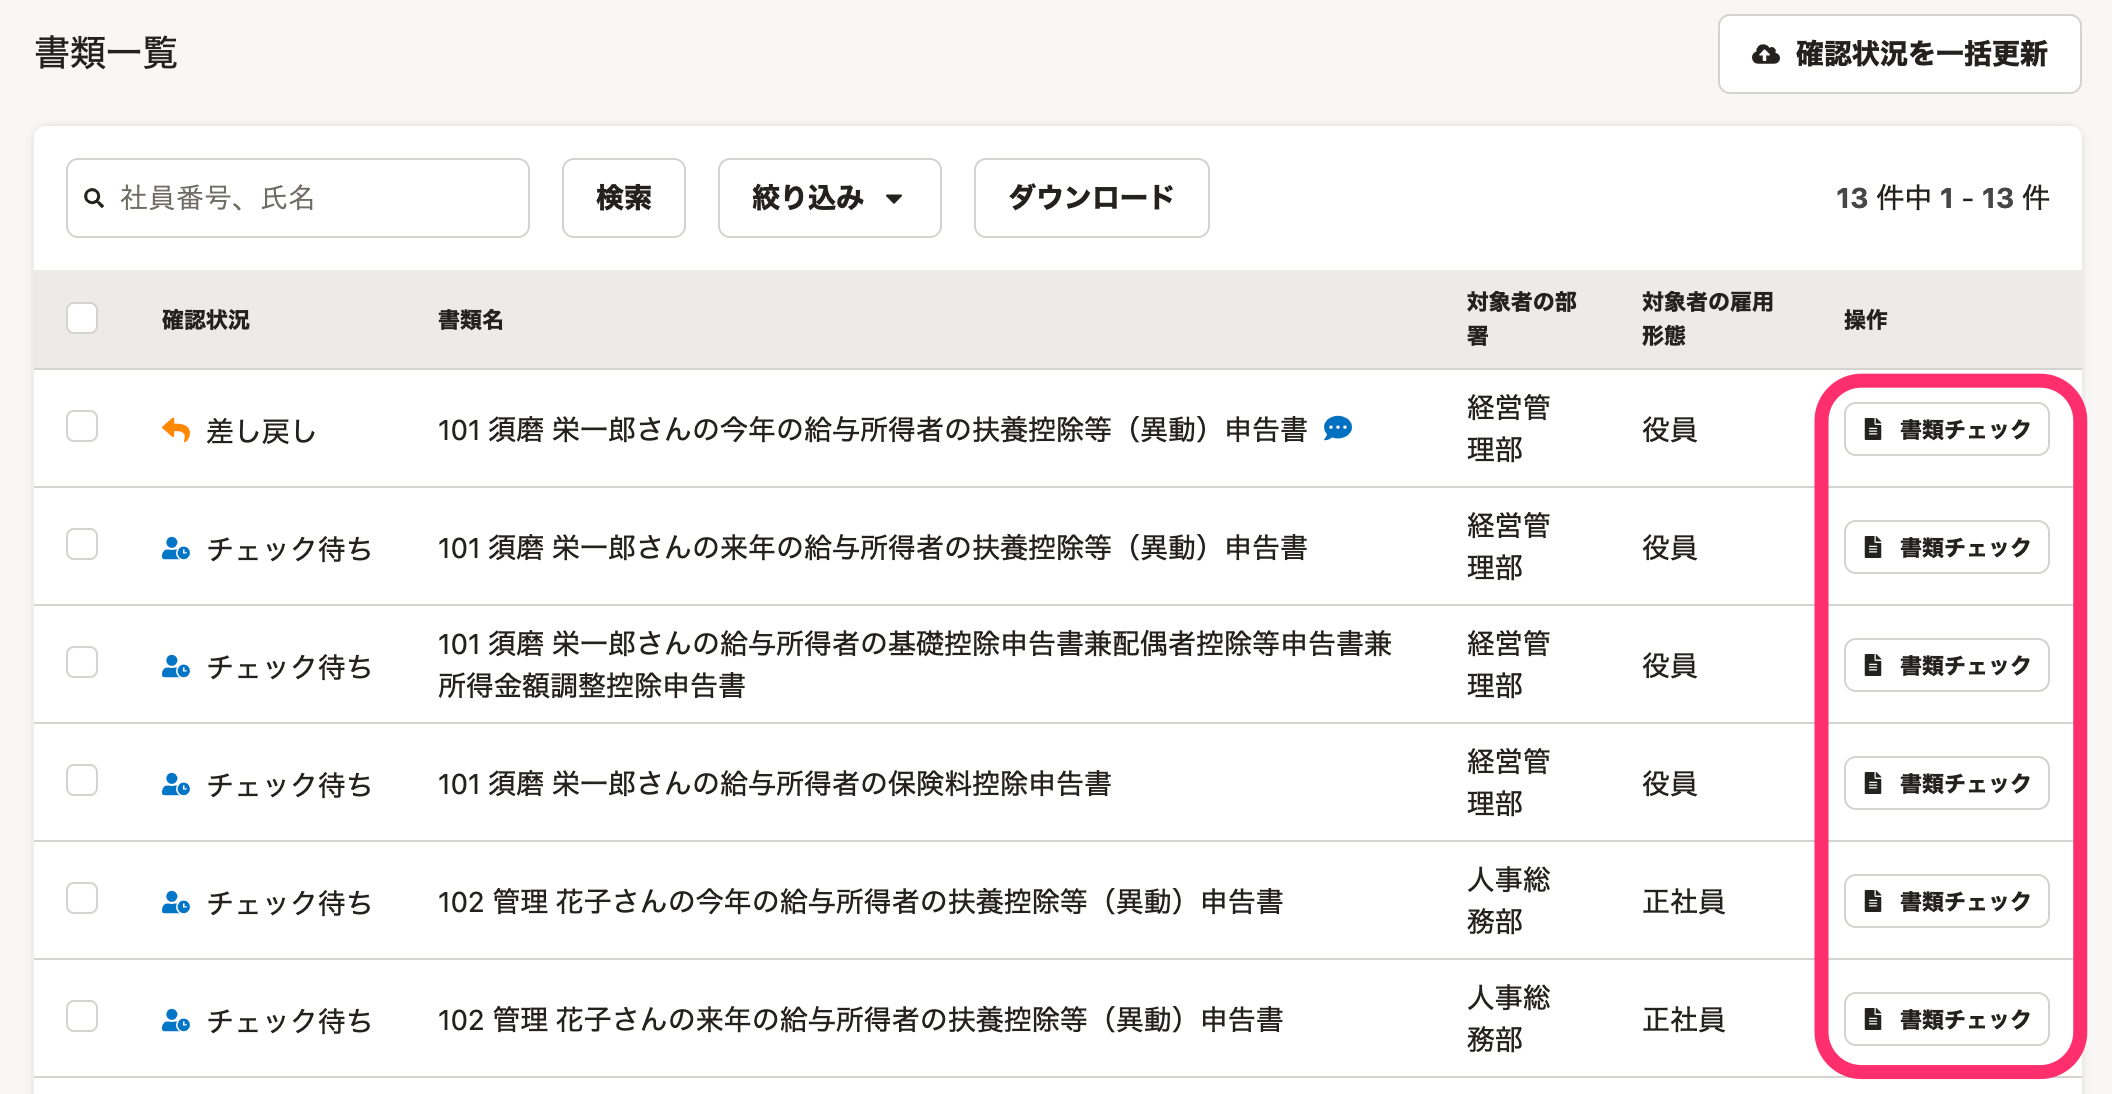 書類一覧
確認状況を一括更新
社員番号、氏名
検索
絞り込み
ダウンロード
13 件中 1 - 13 件
確認状況
書類名
対象者の部
署
対象者の雇用
形態
操作
差し戻し
101 須磨 栄一郎さんの今年の給与所得者の扶養控除等（異動）申告書
経営管
理部
役員
書類チェック
チェック待ち
101 須磨 栄一郎さんの来年の給与所得者の扶養控除等（異動）申告書
経営管
理部
役員
書類チェック
チェック待ち
101 須磨 栄一郎さんの給与所得者の基礎控除申告書兼配偶者控除等申告書兼
所得金額調整控除申告書
経営管
理部
役員
書類チェック
チェック待ち
101 須磨 栄一郎さんの給与所得者の保険料控除申告書
経営管
理部
役員
書類チェック
チェック待ち
102 管理 花子さんの今年の給与所得者の扶養控除等（異動）申告書
人事総
務部
正社員
書類チェック
チェック待ち
102 管理 花子さんの来年の給与所得者の扶養控除等（異動）申告書
人事総
務部
正社員
書類チェック